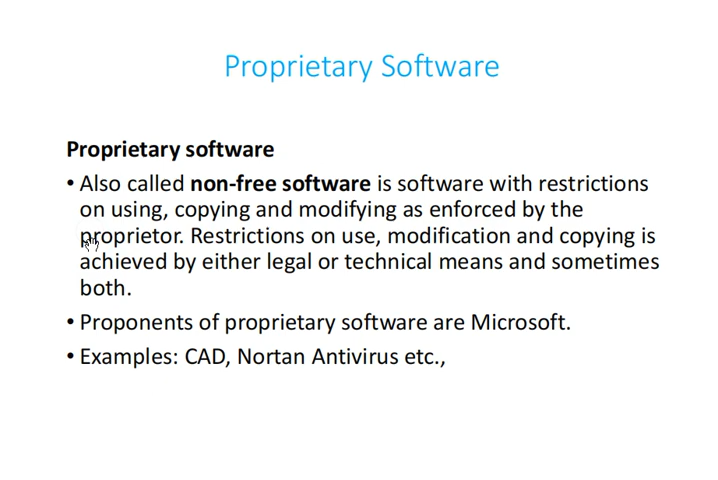 Proprietary Software
Proprietary software
• Also called non-free software is software with restrictions
on using, copying and modifying as enforced by the
proprietor. Restrictions on use, modification and copying is
achieved by either legal or technical means and sometimes
both.
• Proponents of proprietary software are Microsoft.
• Examples: CAD, Nortan Antivirus etc.,